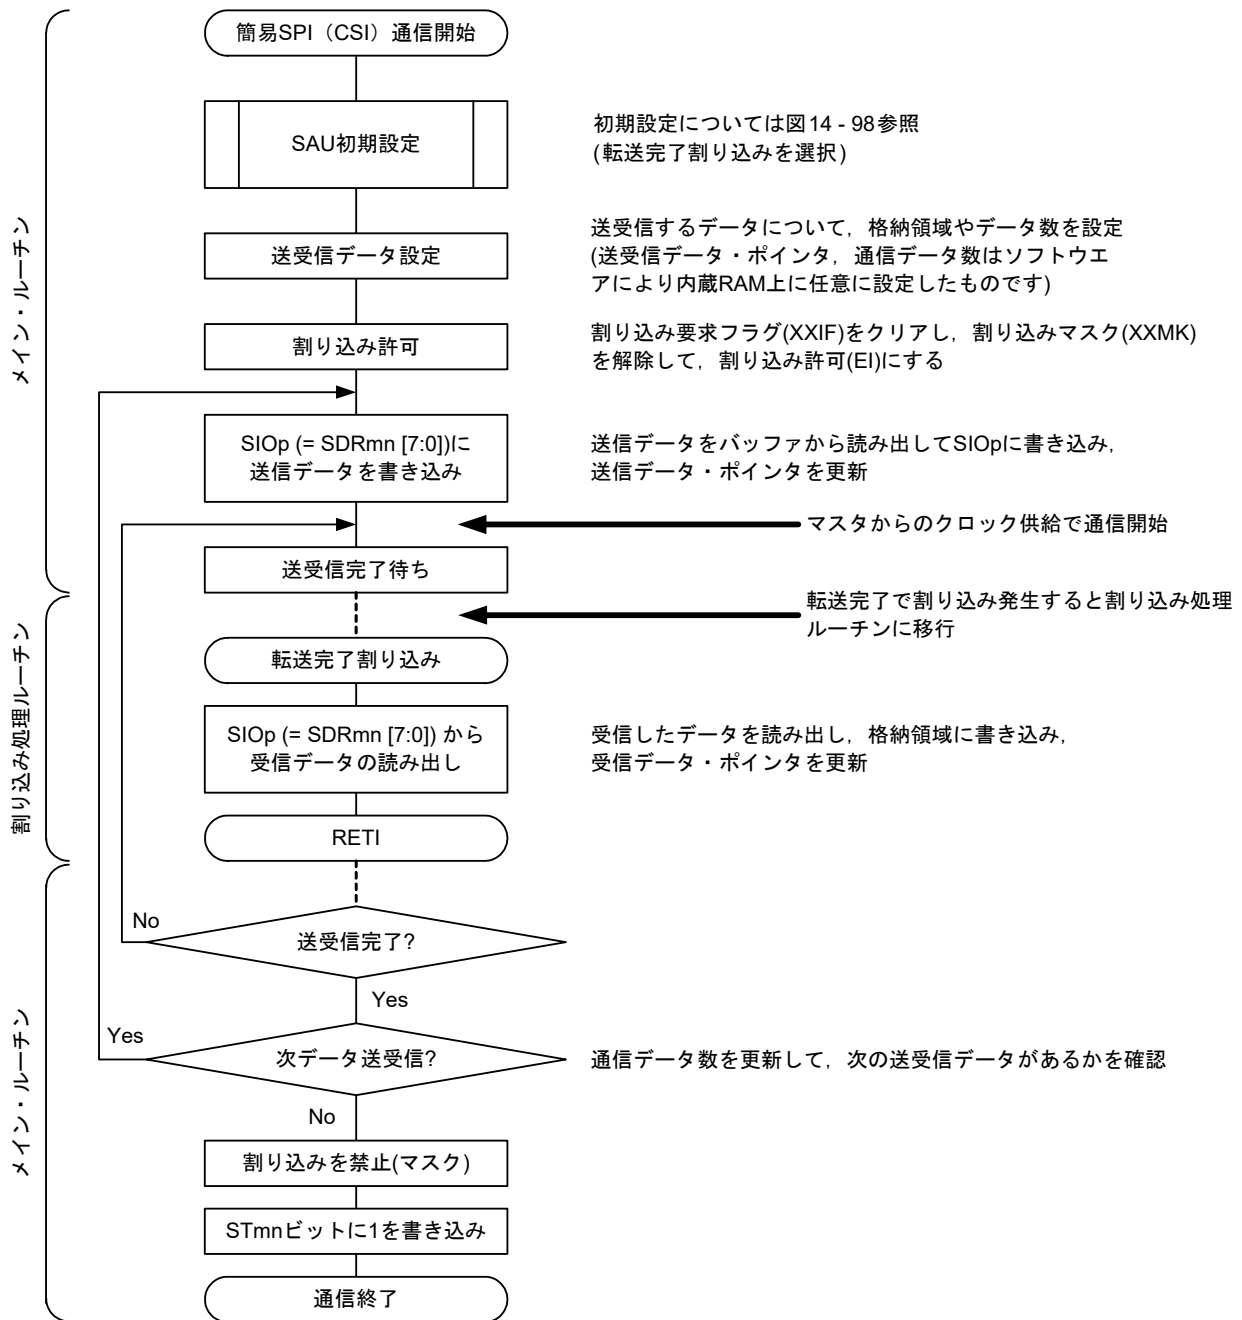 簡易SPI（CSI）通信開始
SAU初期設定
初期設定については図14 - 98参照
(転送完了割り込みを選択)
送受信データ設定
送受信するデータについて，格納領域やデータ数を設定
(送受信データ・ポインタ，通信データ数はソフトウエ
アにより内蔵RAM上に任意に設定したものです)
メイン・ルーチン
割り込み許可
割り込み要求フラグ(XXIF)をクリアし，割り込みマスク(XXMK)
を解除して，割り込み許可(EI)にする
SIOp (= SDRmn [7:0])に
送信データを書き込み
送信データをバッファから読み出してSIOpに書き込み，
送信データ・ポインタを更新
マスタからのクロック供給で通信開始
送受信完了待ち
転送完了で割り込み発生すると割り込み処理
ルーチンに移行
転送完了割り込み
割り込み処理ルーチン
SIOp (= SDRmn [7:0]) から
受信データの読み出し
受信したデータを読み出し，格納領域に書き込み，
受信データ・ポインタを更新
RETI
No
送受信完了?
Yes
メイン・ルーチン
Yes
次データ送受信?
通信データ数を更新して，次の送受信データがあるかを確認
No
割り込みを禁止(マスク)
STmnビットに1を書き込み
通信終了